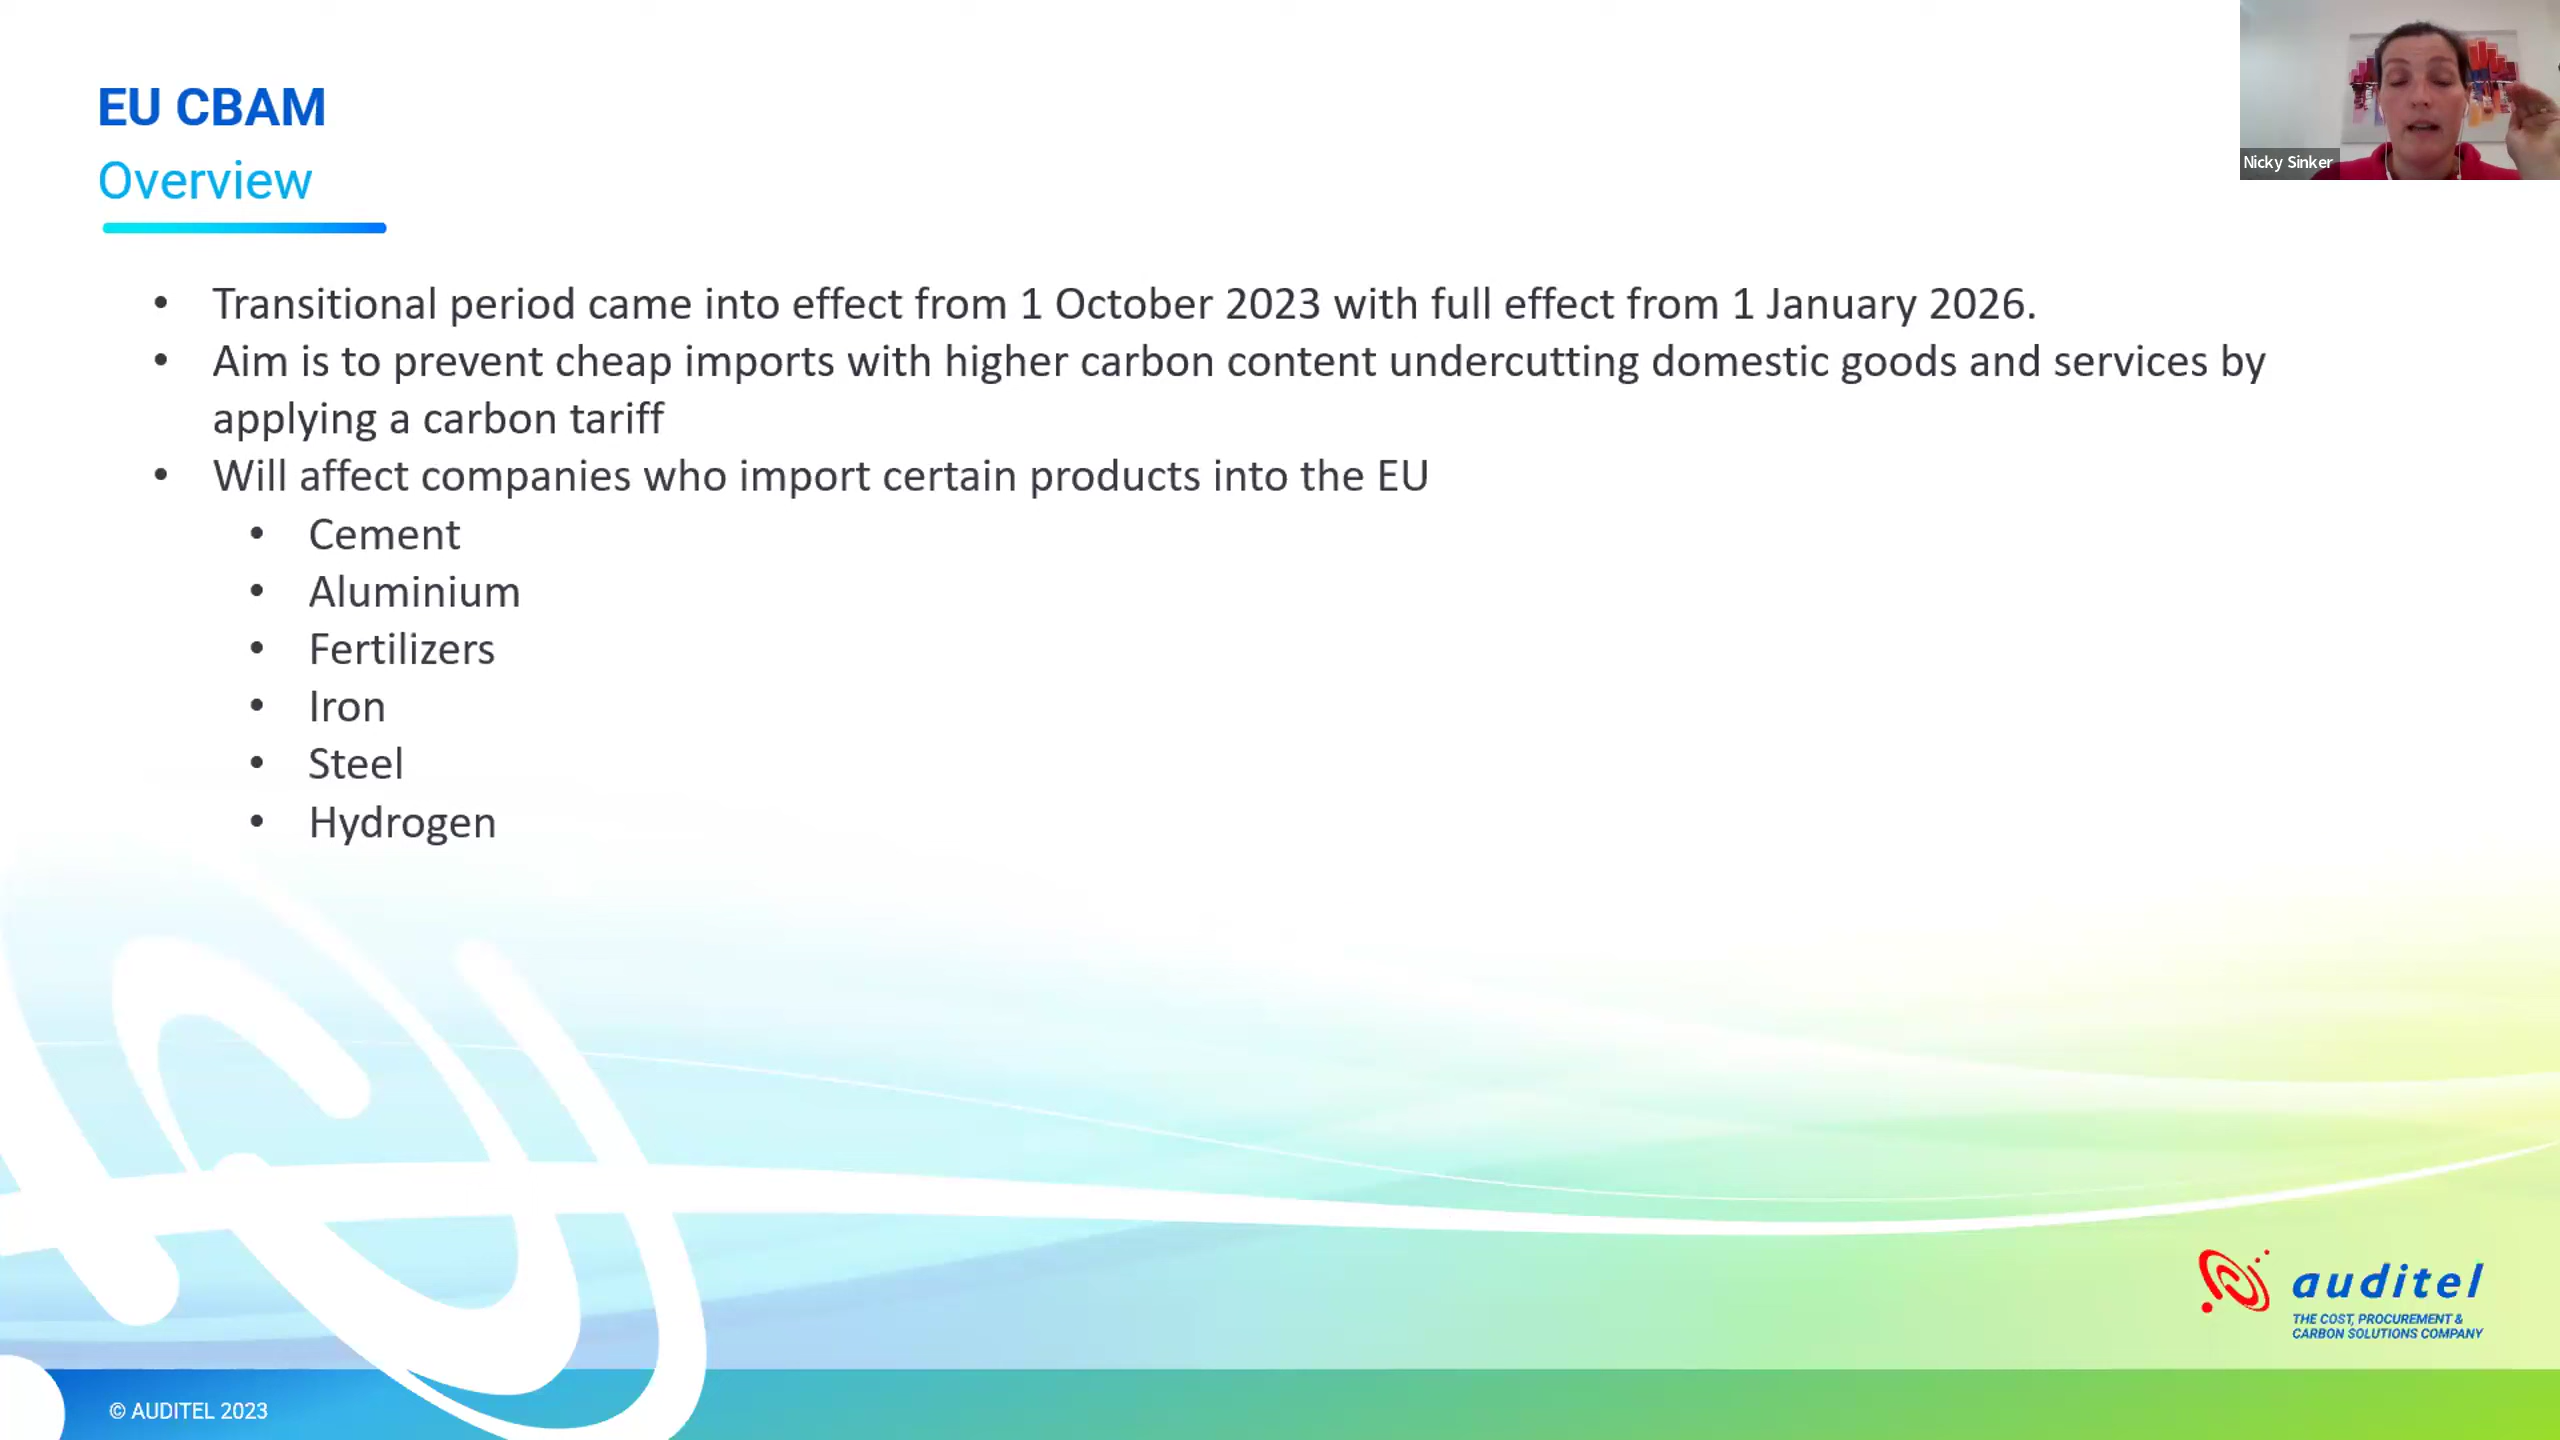 EU CBAM
Overview
Nicky Sinker
• Transitional period came into effect from 1 October 2023 with full effect from 1 January 2026.
• Aim is to prevent cheap imports with higher carbon content undercutting domestic goods and services by
applying a carbon tariff
• Will affect companies who import certain products into the EU
• Cement
• Aluminium
• Fertilizers
• Iron
• Steel
• Hydrogen
auditel
THE COST, PROCUREMENT &
CARBON SOLUTIONS COMPANY
© AUDITEL 2023